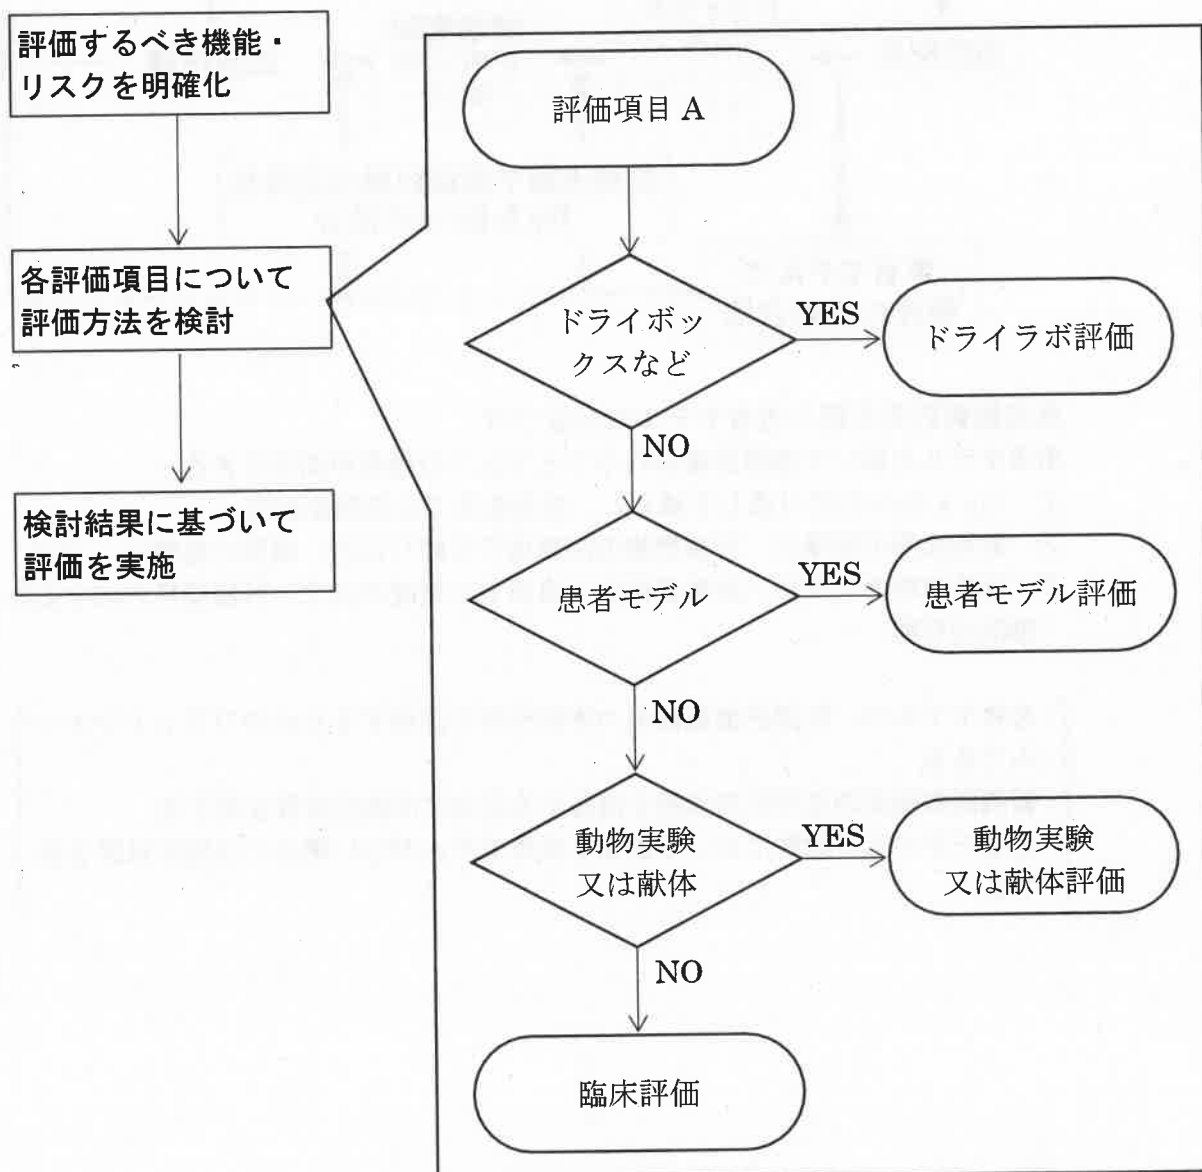 評価するべき機能・
リスクを明確化
各評価項目について
評価方法を検討
検討結果に基づいて
評価を実施
評価項目 A
ドライボッ
クスなど
YES
ドライラボ評価
NO
患者モデル
YES
患者モデル評価
NO
動物実験
又は献体
YES
動物実験
又は献体評価
NO
臨床評価